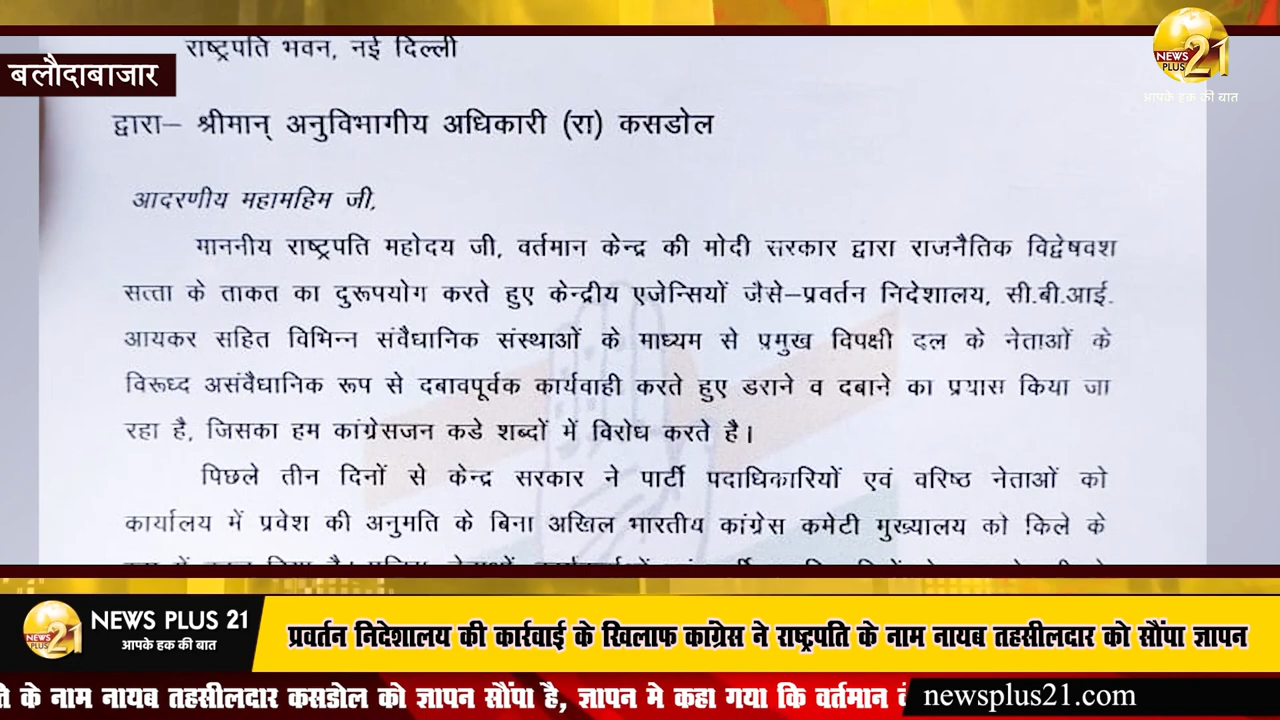 राष्ट्रपति भवन, नई दिल्ली
बलौदाबाजार
NEWS PLUS 21
आपके हक की बात
द्वारा– श्रीमान् अनुविभागीय अधिकारी (रा) कसडोल
आदरणीय महामहिम जी,
माननीय राष्ट्रपति महोदय जी, वर्तमान केन्द्र की मोदी सरकार द्वारा राजनैतिक विद्वेषवश
सत्ता के ताकत का दुरूपयोग करते हुए केन्द्रीय एजेन्सियों जैसे–प्रवर्तन निदेशालय, सी.बी.आई.
आयकर सहित विभिन्न संवैधानिक संस्थाओं के माध्यम से प्रमुख विपक्षी दल के नेताओं के
विरूध्द असंवैधानिक रूप से दबावपूर्वक कार्यवाही करते हुए डराने व दबाने का प्रयास किया जा
रहा है, जिसका हम कांग्रेसजन कडे शब्दों में विरोध करते है।
पिछले तीन दिनों से केन्द्र सरकार ने पार्टी पदाधिकारियों एवं वरिष्ठ नेताओं को
कार्यालय में प्रवेश की अनुमति के बिना अखिल भारतीय कांग्रेस कमेटी मुख्यालय को किले के
NEWS PLUS 21
NEWS PLUS 21
आपके हक की बात
प्रवर्तन निदेशालय की कार्रवाई के खिलाफ कांग्रेस ने राष्ट्रपति के नाम नायब तहसीलदार को सौंपा ज्ञापन
के नाम नायब तहसीलदार कसडोल को ज्ञापन सौंपा है, ज्ञापन मे कहा गया कि वर्तमान
newsplus21.com